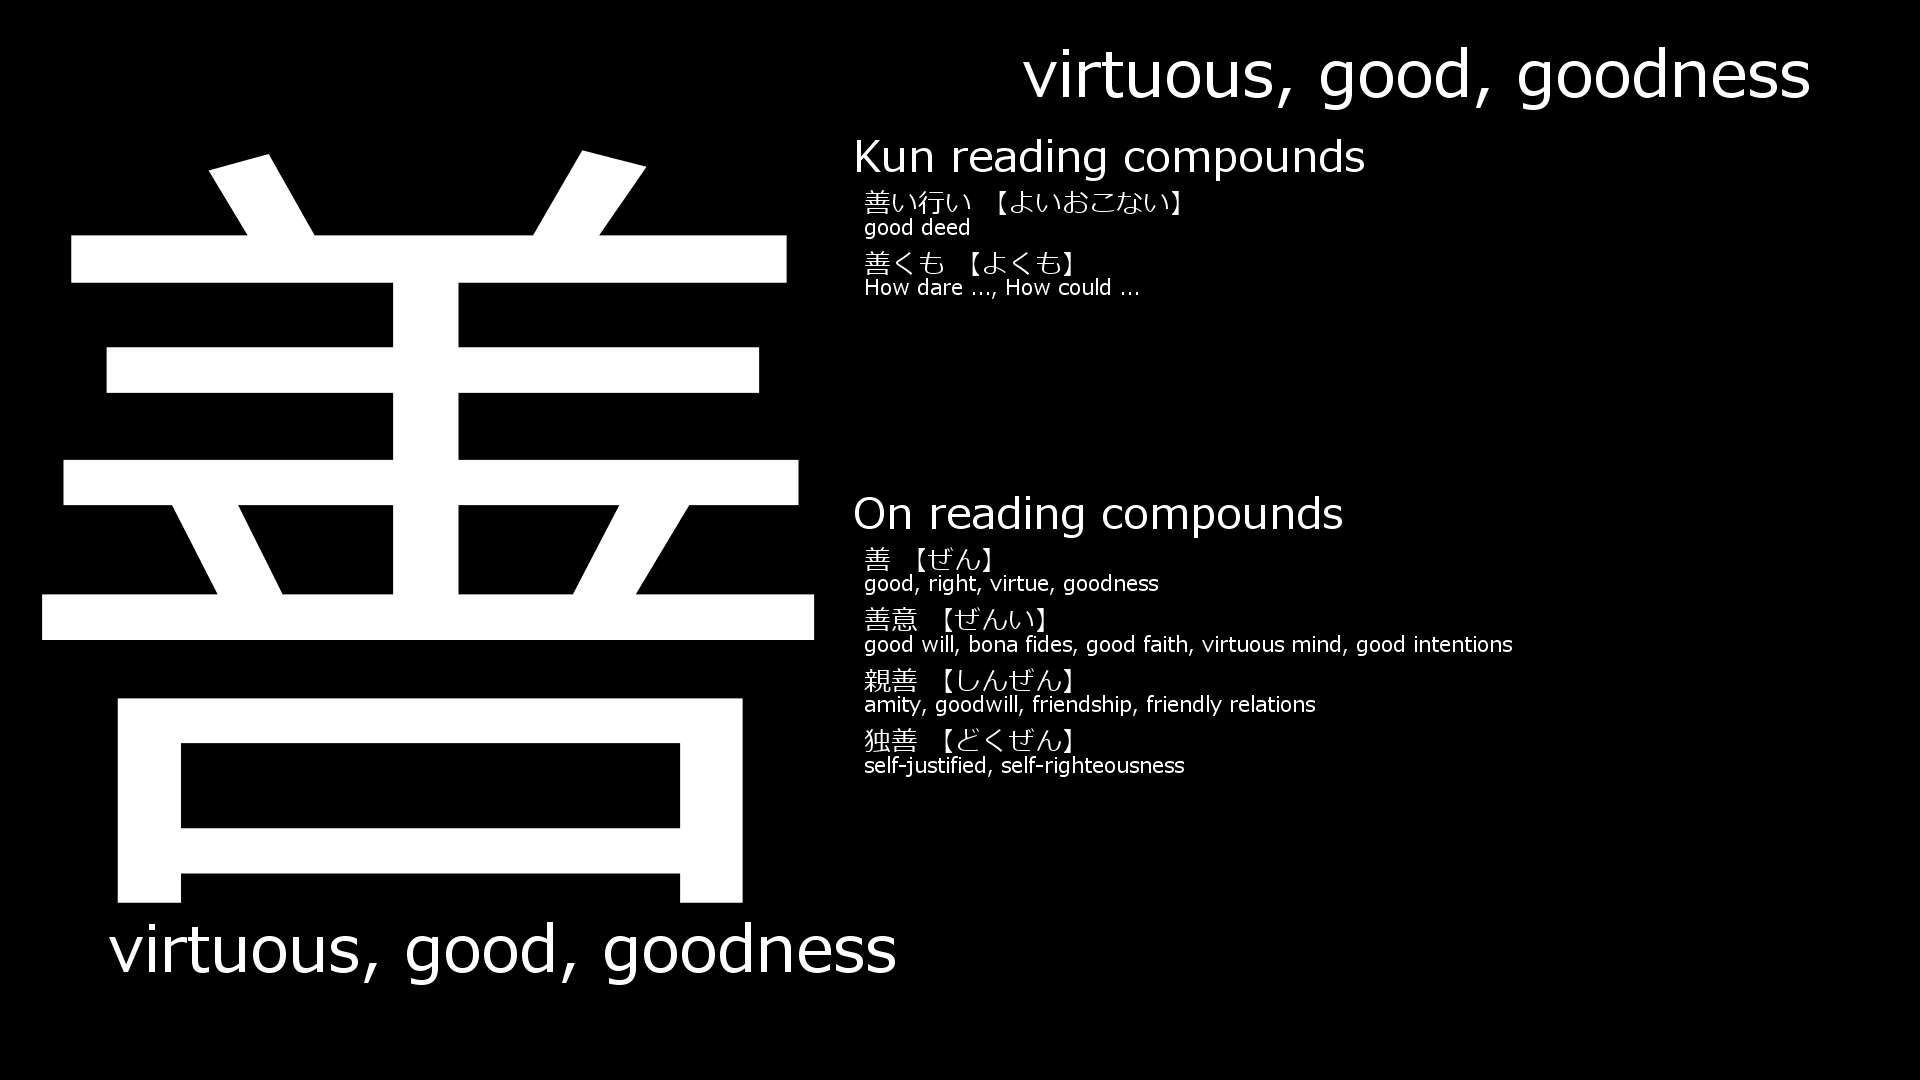 善
virtuous, good, goodness
virtuous, good, goodness
Kun reading compounds
善い行い 【よいおこない】
good deed
善くも 【よくも】
How dare ..., How could ...
On reading compounds
善 【ぜん】
good, right, virtue, goodness
善意 【ぜんい】
good will, bona fides, good faith, virtuous mind, good intentions
親善 【しんぜん】
amity, goodwill, friendship, friendly relations
独善 【どくぜん】
self-justified, self-righteousness